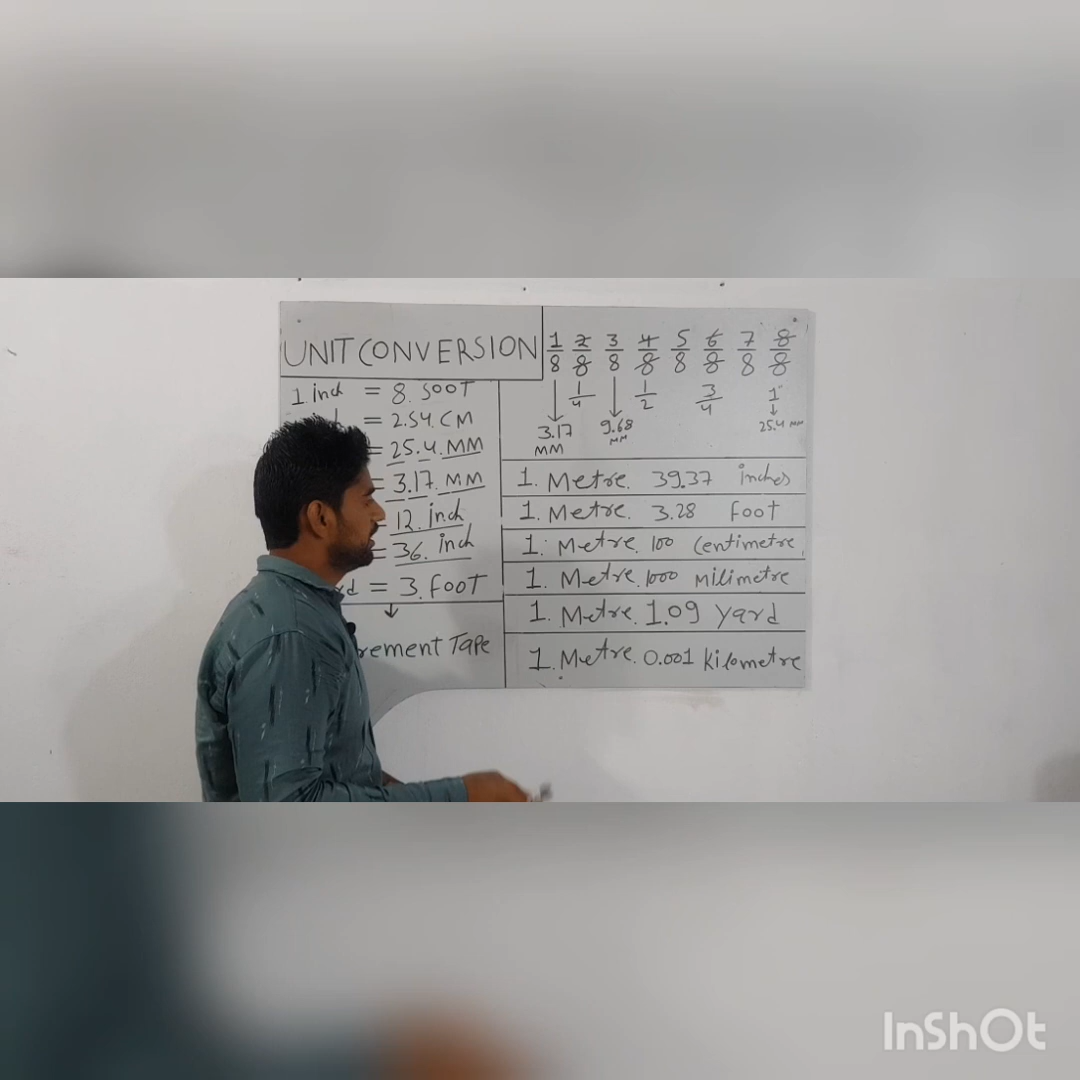 UNIT CONVERSION
1 inch = 8. SOOT
= 2.54. CM
= 25.4. MM
= 3.17. MM
= 12. inch
= 36. inch
= 3. FOOT
↓
TAPE
1/8 2/8 3/8 4/8 5/8 6/8 7/8 8/8
↓ 1/4 ↓ 1/2 3/4 1"
↓
3.17 MM 9.68 MM 25.4 MM
1. Metre. 39.37 inches
1. Metre. 3.28 Foot
1. Metre. 100 Centimetre
1. Metre. 1000 Milimetre
1. Metre. 1.09 yard
1. Metre. 0.001 Kilometre
InShOt